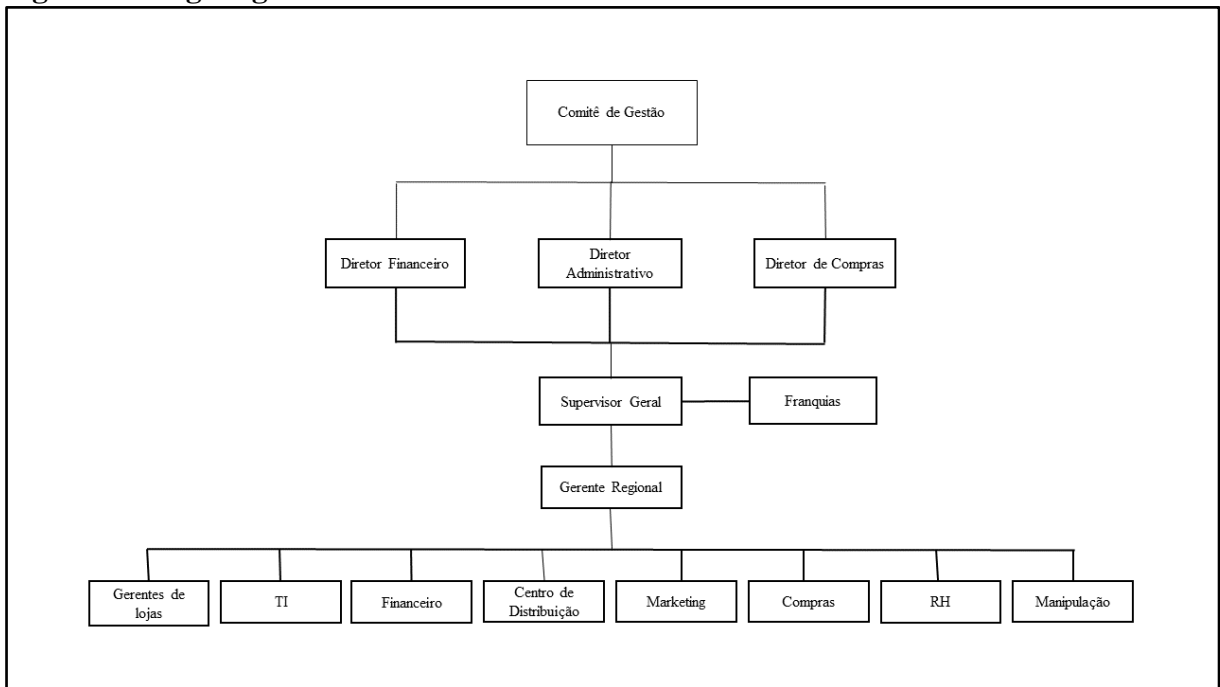 Comitê de Gestão
Diretor Financeiro
Diretor
Administrativo
Diretor de Compras
Supervisor Geral
Franquias
Gerente Regional
Gerentes de
lojas
TI
Financeiro
Centro de
Distribuição
Marketing
Compras
RH
Manipulação